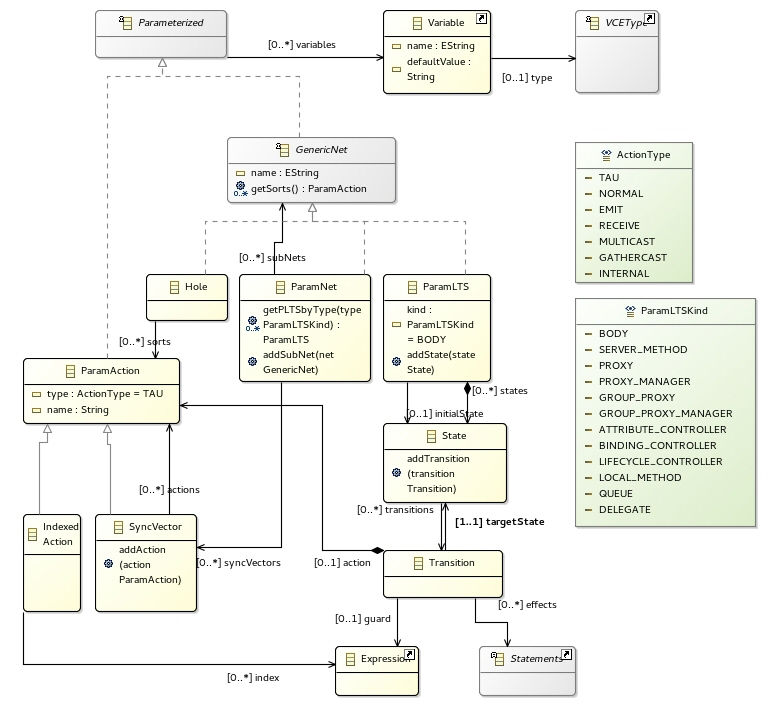 Parameterized
[0..*] variables
Variable
name : EString
defaultValue :
String
VCEType
[0..1] type
GenericNet
name : EString
getSorts() : ParamAction
0..*
[0..*] subNets
ActionType
TAU
NORMAL
EMIT
RECEIVE
MULTICAST
GATHERCAST
INTERNAL
Hole
ParamNet
getPLTSbyType(type
ParamLTSKind) :
0..*
ParamLTS
addSubNet(net
GenericNet)
ParamLTS
kind :
ParamLTSKind
= BODY
addState(state
State)
ParamLTSKind
BODY
SERVER_METHOD
PROXY
PROXY_MANAGER
GROUP_PROXY
GROUP_PROXY_MANAGER
ATTRIBUTE_CONTROLLER
BINDING_CONTROLLER
LIFECYCLE_CONTROLLER
LOCAL_METHOD
QUEUE
DELEGATE
[0..*] sorts
ParamAction
type : ActionType = TAU
name : String
[0..*] states
[0..1] initialState
State
addTransition
(transition
Transition)
[0..*] actions
[0..*] transitions
[1..1] targetState
Indexed
Action
SyncVector
addAction
(action
ParamAction)
[0..*] syncVectors
[0..1] action
Transition
[0..1] guard
[0..*] effects
Expression
Statements
[0..*] index